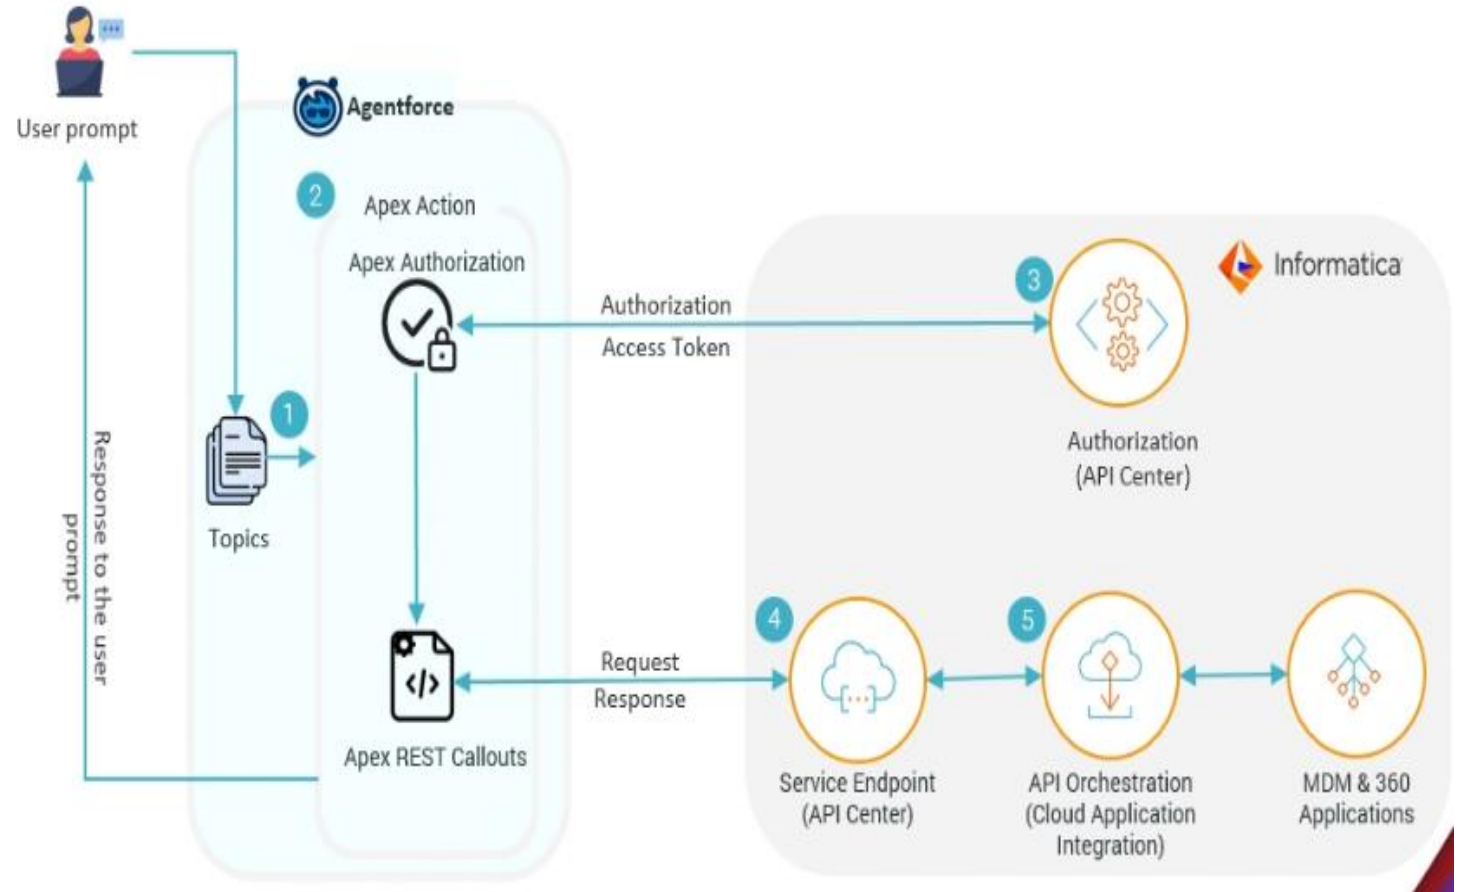 User prompt
Agentforce
2
Apex Action
Apex Authorization
1
Topics
Response to the user
prompt
Apex REST Callouts
Authorization
Access Token
Request
Response
Informatica
3
Authorization
(API Center)
4
Service Endpoint
(API Center)
5
API Orchestration
(Cloud Application
Integration)
MDM & 360
Applications